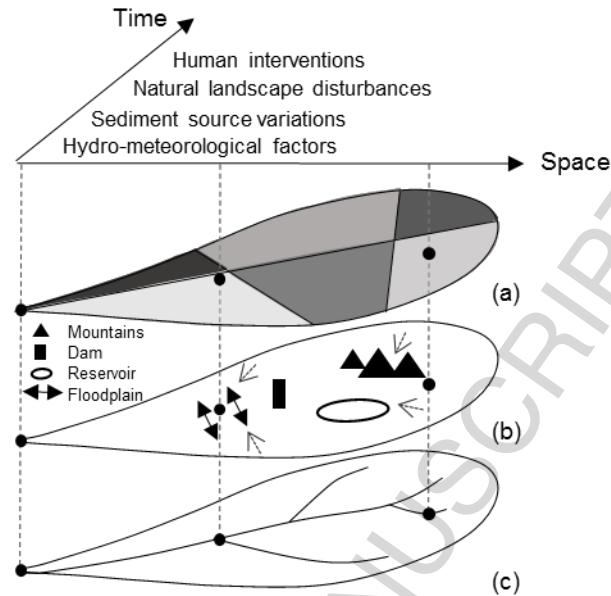 Time
Human interventions
Natural landscape disturbances
Sediment source variations
Hydro-meteorological factors
Space
(a)
Mountains
Dam
Reservoir
Floodplain
(b)
(c)